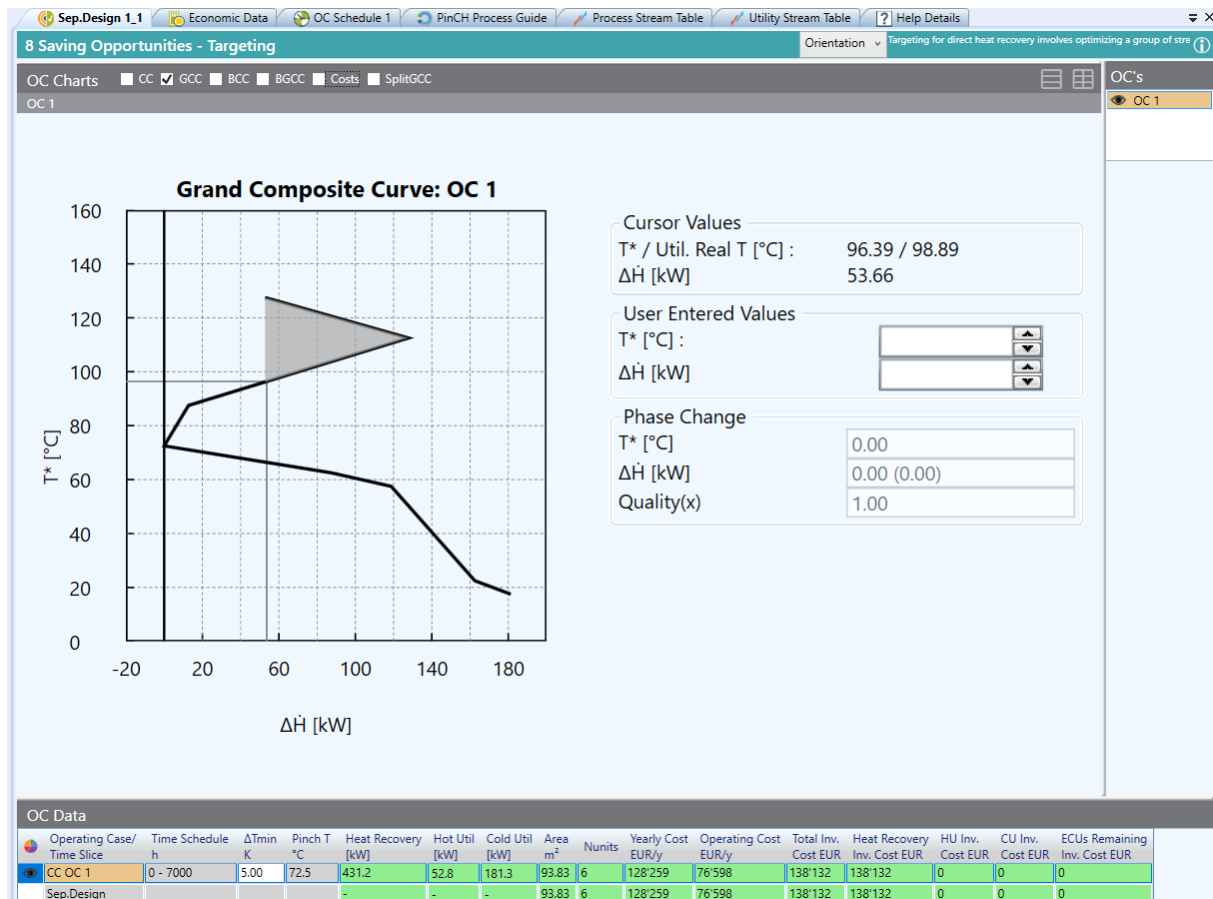 Sep.Design 1_1 Economic Data OC Schedule 1 PinCH Process Guide Process Stream Table Utility Stream Table Help Details
8 Saving Opportunities - Targeting Orientation Targeting for direct heat recovery involves optimizing a group of stre
OC Charts CC GCC BCC BGCC Costs SplitGCC OC's
OC 1 OC 1
Grand Composite Curve: OC 1
160
140
120
100
80
60
40
20
0
T* [°C]
-20 20 60 100 140 180
ΔḢ [kW]
Cursor Values
T* / Util. Real T [°C] : 96.39 / 98.89
ΔḢ [kW] 53.66
User Entered Values
T* [°C] :
ΔḢ [kW]
Phase Change
T* [°C] 0.00
ΔḢ [kW] 0.00 (0.00)
Quality(x) 1.00
OC Data
Operating Case/ Time Schedule ΔTmin Pinch T Heat Recovery Hot Util Cold Util Area Nunits Yearly Cost Operating Cost Total Inv. Heat Recovery HU Inv. CU Inv. ECUs Remaining
Time Slice h K °C [kW] [kW] [kW] m² EUR/y EUR/y Cost EUR Inv. Cost EUR Cost EUR Cost EUR Inv. Cost EUR
CC OC 1 0 - 7000 5.00 72.5 431.2 52.8 181.3 93.83 6 128'259 76'598 138'132 138'132 0 0 0
Sep.Design - - - 93.83 6 128'259 76'598 138'132 138'132 0 0 0